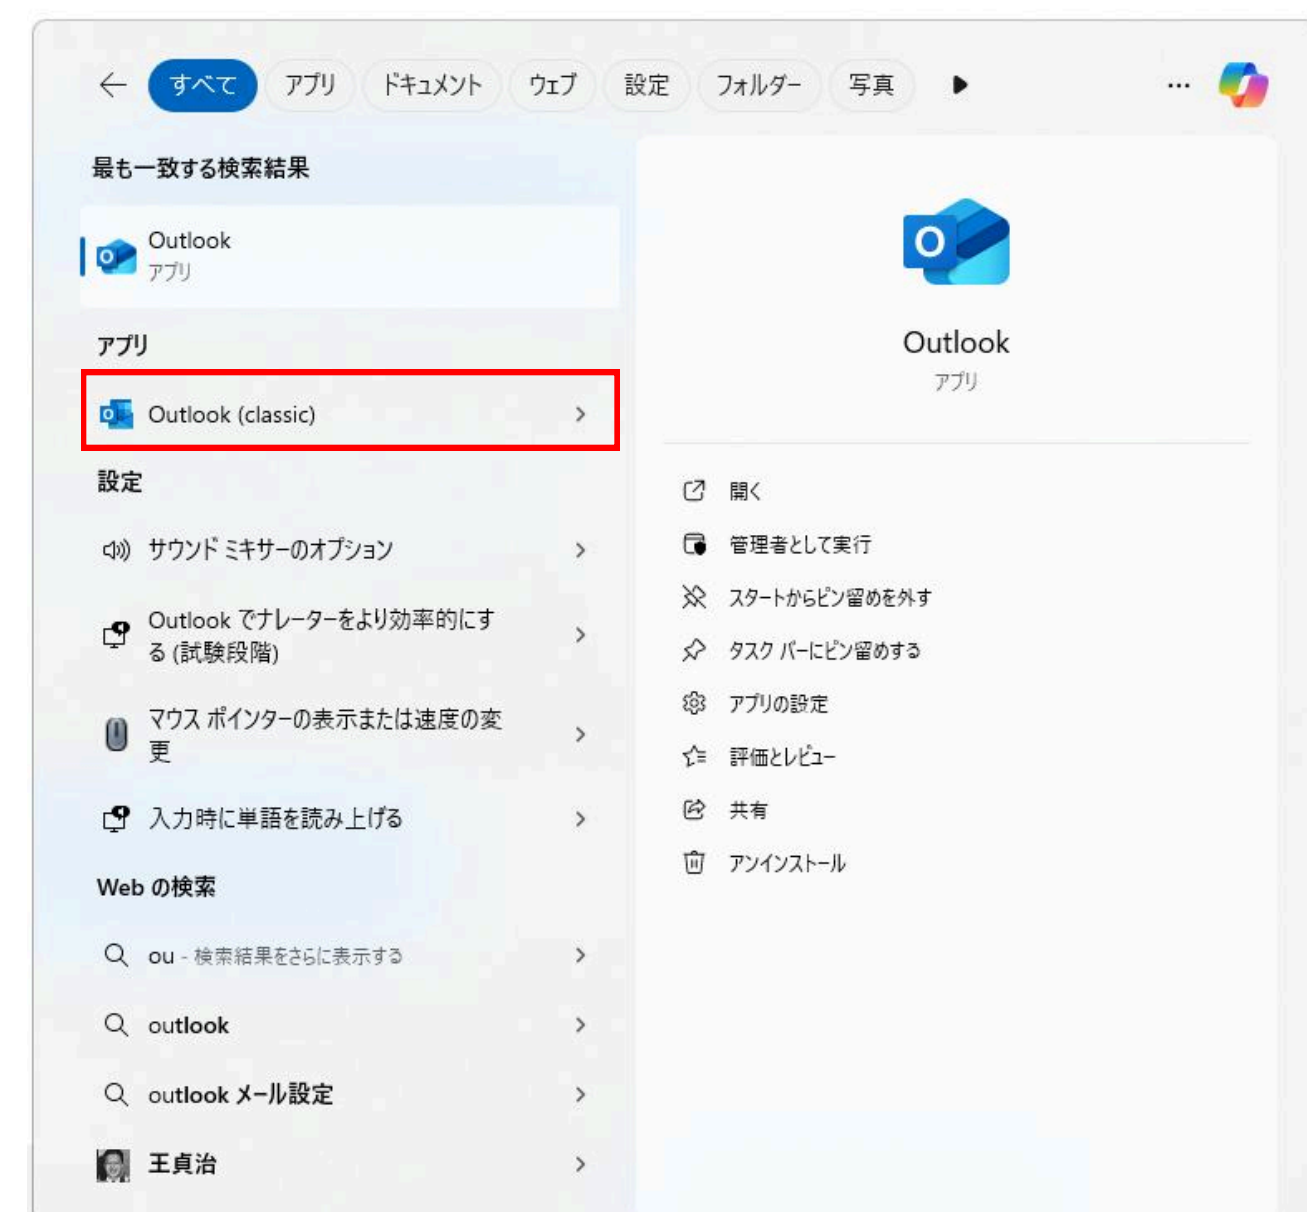 すべて アプリ ドキュメント ウェブ 設定 フォルダー 写真 ▶ …
最も一致する検索結果
Outlook
アプリ
アプリ
Outlook (classic)
設定
サウンド ミキサーのオプション
Outlook でナレーターをより効率的にす
る (試験段階)
マウス ポインターの表示または速度の変
更
入力時に単語を読み上げる
Web の検索
ou - 検索結果をさらに表示する
outlook
outlook メール設定
王貞治
Outlook
アプリ
開く
管理者として実行
スタートからピン留めを外す
タスク バーにピン留めする
アプリの設定
評価とレビュー
共有
アンインストール